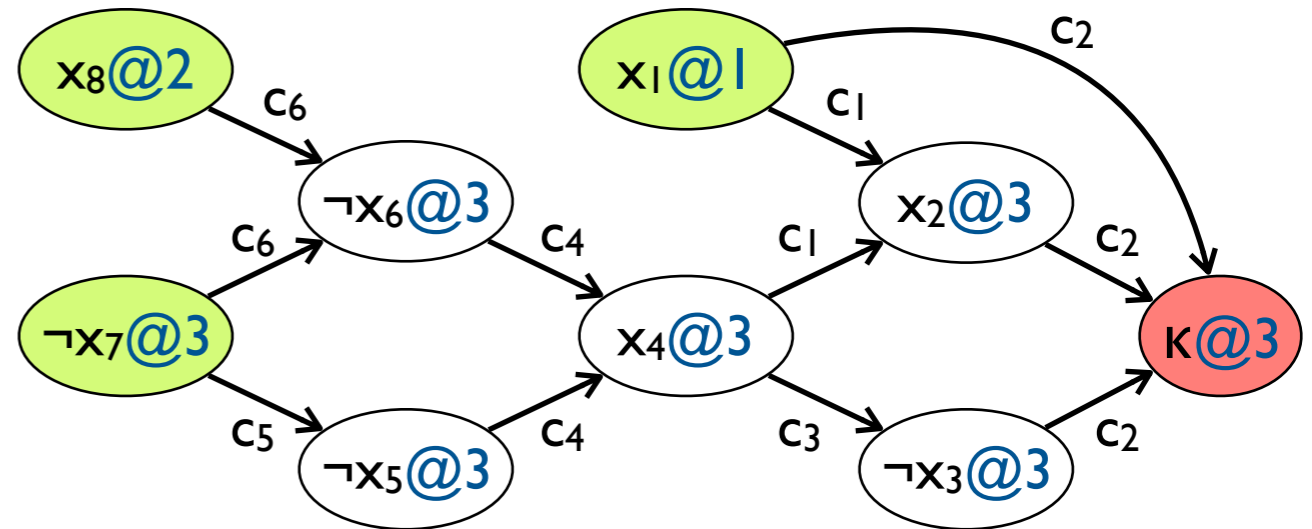 x₈@2
x₁@1
c₂
c₆
c₁
¬x₆@3
x₂@3
c₆
c₄
c₁
c₂
¬x₇@3
x₄@3
κ@3
c₅
c₄
c₃
c₂
¬x₅@3
¬x₃@3